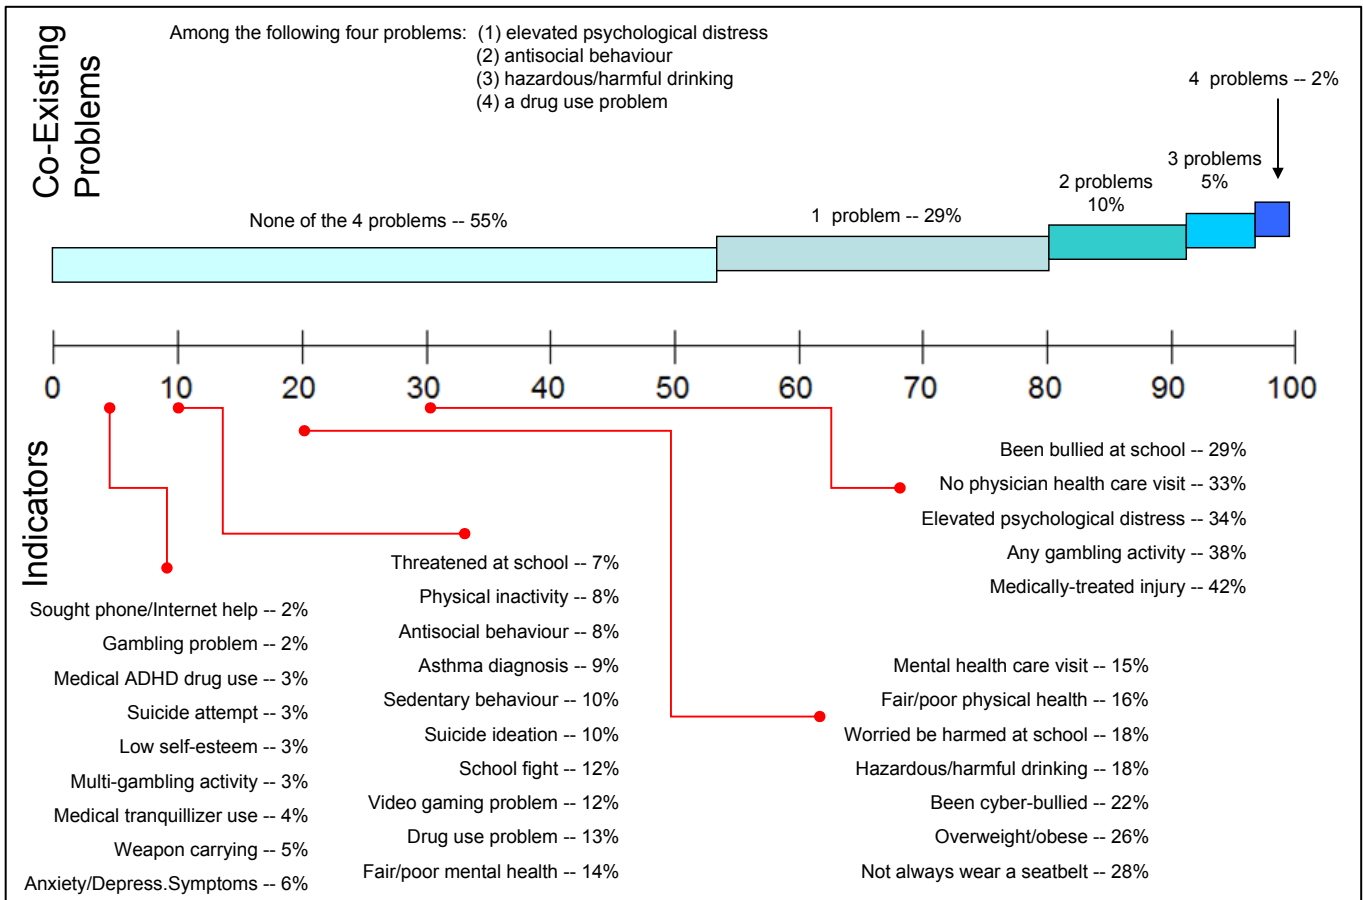 Co-Existing
Problems
Among the following four problems: (1) elevated psychological distress
(2) antisocial behaviour
(3) hazardous/harmful drinking
(4) a drug use problem
4 problems -- 2%
3 problems
5%
2 problems
10%
1 problem -- 29%
None of the 4 problems -- 55%
0 10 20 30 40 50 60 70 80 90 100
Indicators
Sought phone/Internet help -- 2%
Gambling problem -- 2%
Medical ADHD drug use -- 3%
Suicide attempt -- 3%
Low self-esteem -- 3%
Multi-gambling activity -- 3%
Medical tranquillizer use -- 4%
Weapon carrying -- 5%
Anxiety/Depress.Symptoms -- 6%
Threatened at school -- 7%
Physical inactivity -- 8%
Antisocial behaviour -- 8%
Asthma diagnosis -- 9%
Sedentary behaviour -- 10%
Suicide ideation -- 10%
School fight -- 12%
Video gaming problem -- 12%
Drug use problem -- 13%
Fair/poor mental health -- 14%
Been bullied at school -- 29%
No physician health care visit -- 33%
Elevated psychological distress -- 34%
Any gambling activity -- 38%
Medically-treated injury -- 42%
Mental health care visit -- 15%
Fair/poor physical health -- 16%
Worried be harmed at school -- 18%
Hazardous/harmful drinking -- 18%
Been cyber-bullied -- 22%
Overweight/obese -- 26%
Not always wear a seatbelt -- 28%